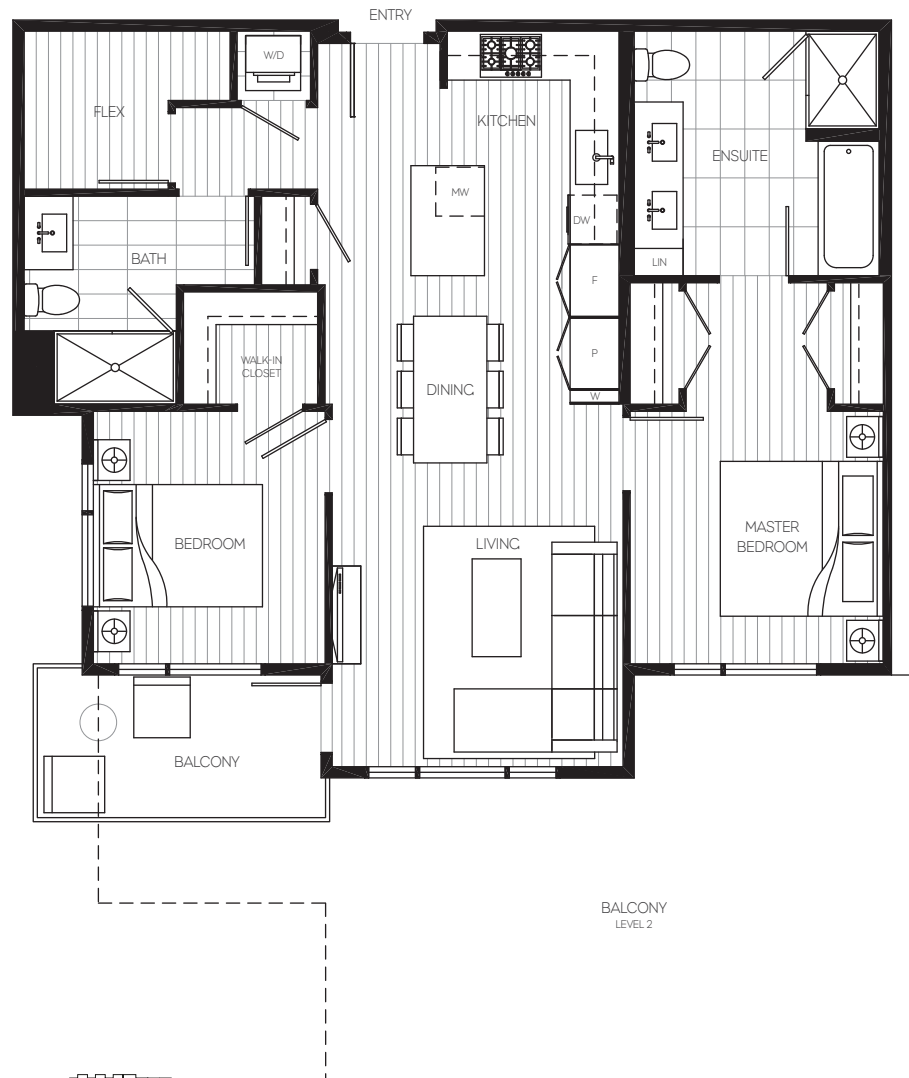 ENTRY
W/D
FLEX
KITCHEN
ENSUITE
MW
DW
BATH
LIN
F
WALK-IN
CLOSET
P
DINING
W
BEDROOM
LIVING
MASTER
BEDROOM
BALCONY
BALCONY
LEVEL 2